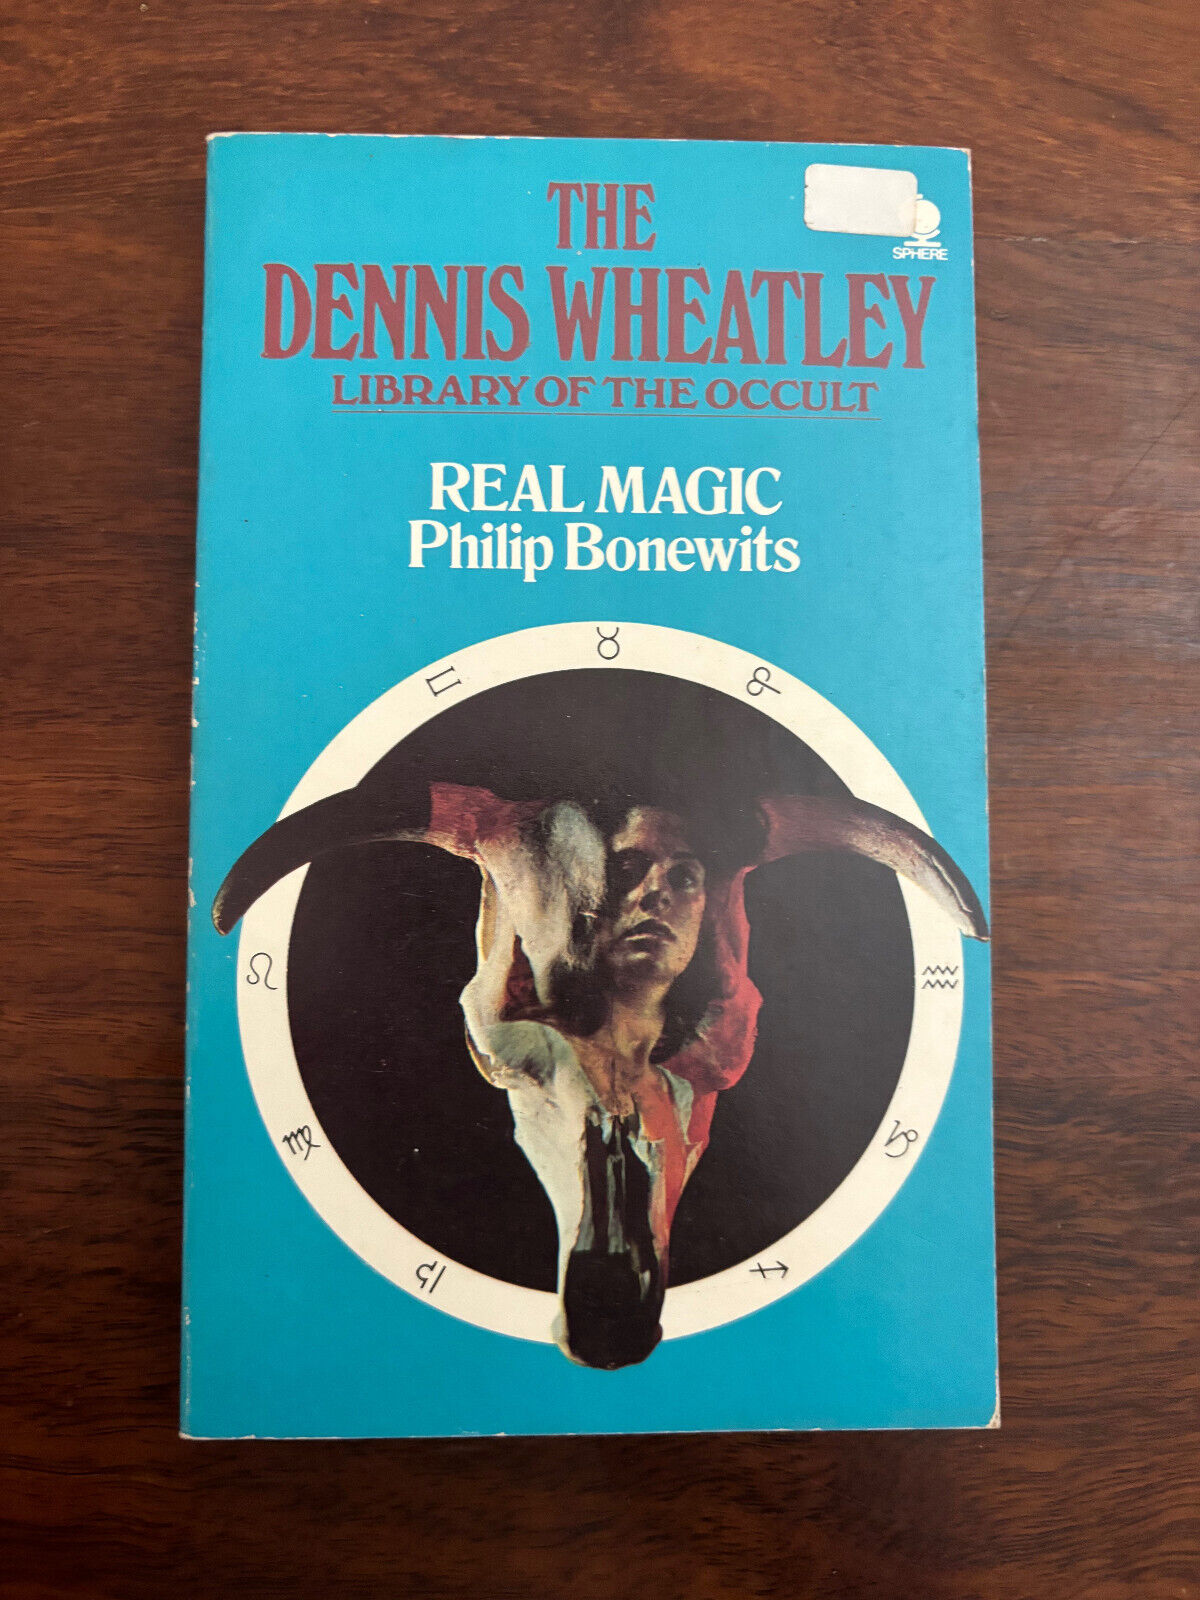 THE
SPHERE
DENNIS WHEATLEY
LIBRARY OF THE OCCULT
REAL MAGIC
Philip Bonewits
♉
♊
♈
♌
♒
♍
♑
♎
♐